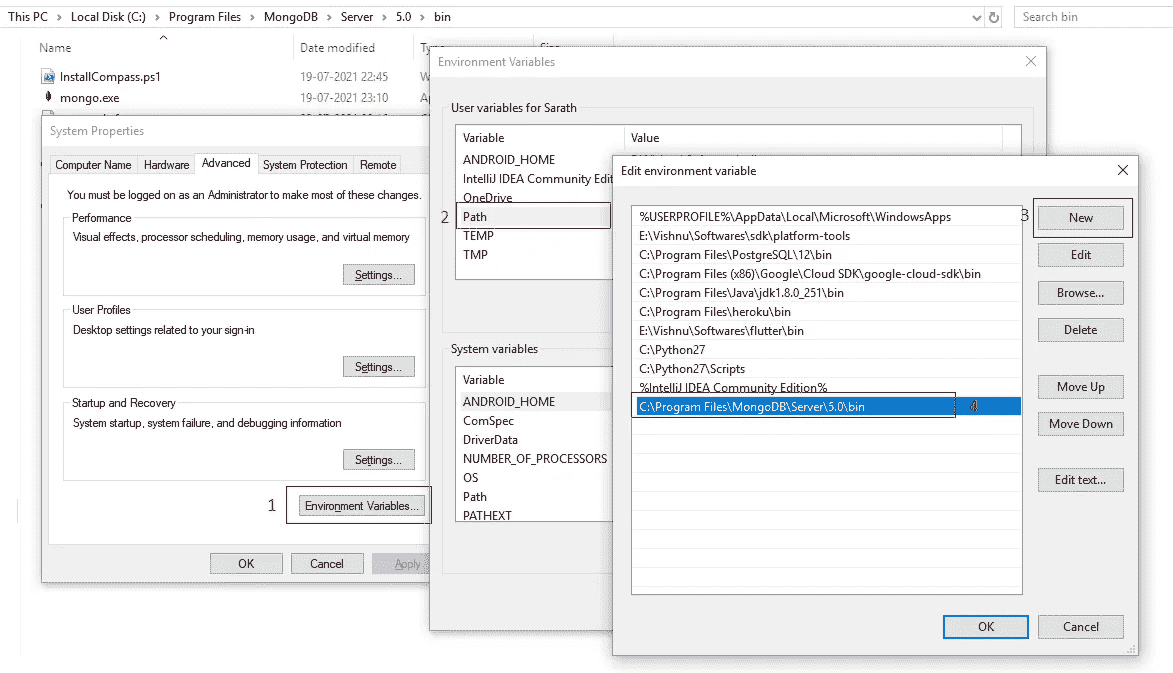 This PC > Local Disk (C:) > Program Files > MongoDB > Server > 5.0 > bin
Search bin
Name
Date modified
InstallCompass.ps1
19-07-2021 22:45
mongo.exe
19-07-2021 23:10
System Properties
Computer Name
Hardware
Advanced
System Protection
Remote
You must be logged on as an Administrator to make most of these changes.
Performance
Visual effects, processor scheduling, memory usage, and virtual memory
Settings...
User Profiles
Desktop settings related to your sign-in
Settings...
Startup and Recovery
System startup, system failure, and debugging information
Settings...
1
Environment Variables...
OK
Cancel
Apply
Environment Variables
User variables for Sarath
Variable
Value
ANDROID_HOME
IntelliJ IDEA Community Edit
OneDrive
2
Path
TEMP
TMP
System variables
Variable
ANDROID_HOME
ComSpec
DriverData
NUMBER_OF_PROCESSORS
OS
Path
PATHEXT
Edit environment variable
%USERPROFILE%\AppData\Local\Microsoft\WindowsApps
E:\Vishnu\Softwares\sdk\platform-tools
C:\Program Files\PostgreSQL\12\bin
C:\Program Files (x86)\Google\Cloud SDK\google-cloud-sdk\bin
C:\Program Files\Java\jdk1.8.0_251\bin
C:\Program Files\heroku\bin
E:\Vishnu\Softwares\flutter\bin
C:\Python27
C:\Python27\Scripts
%IntelliJ IDEA Community Edition%
C:\Program Files\MongoDB\Server\5.0\bin
4
3
New
Edit
Browse...
Delete
Move Up
Move Down
Edit text...
OK
Cancel